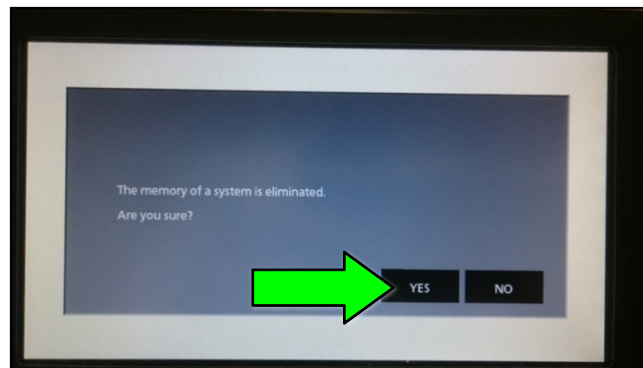 The memory of a system is eliminated.
Are you sure?
YES NO